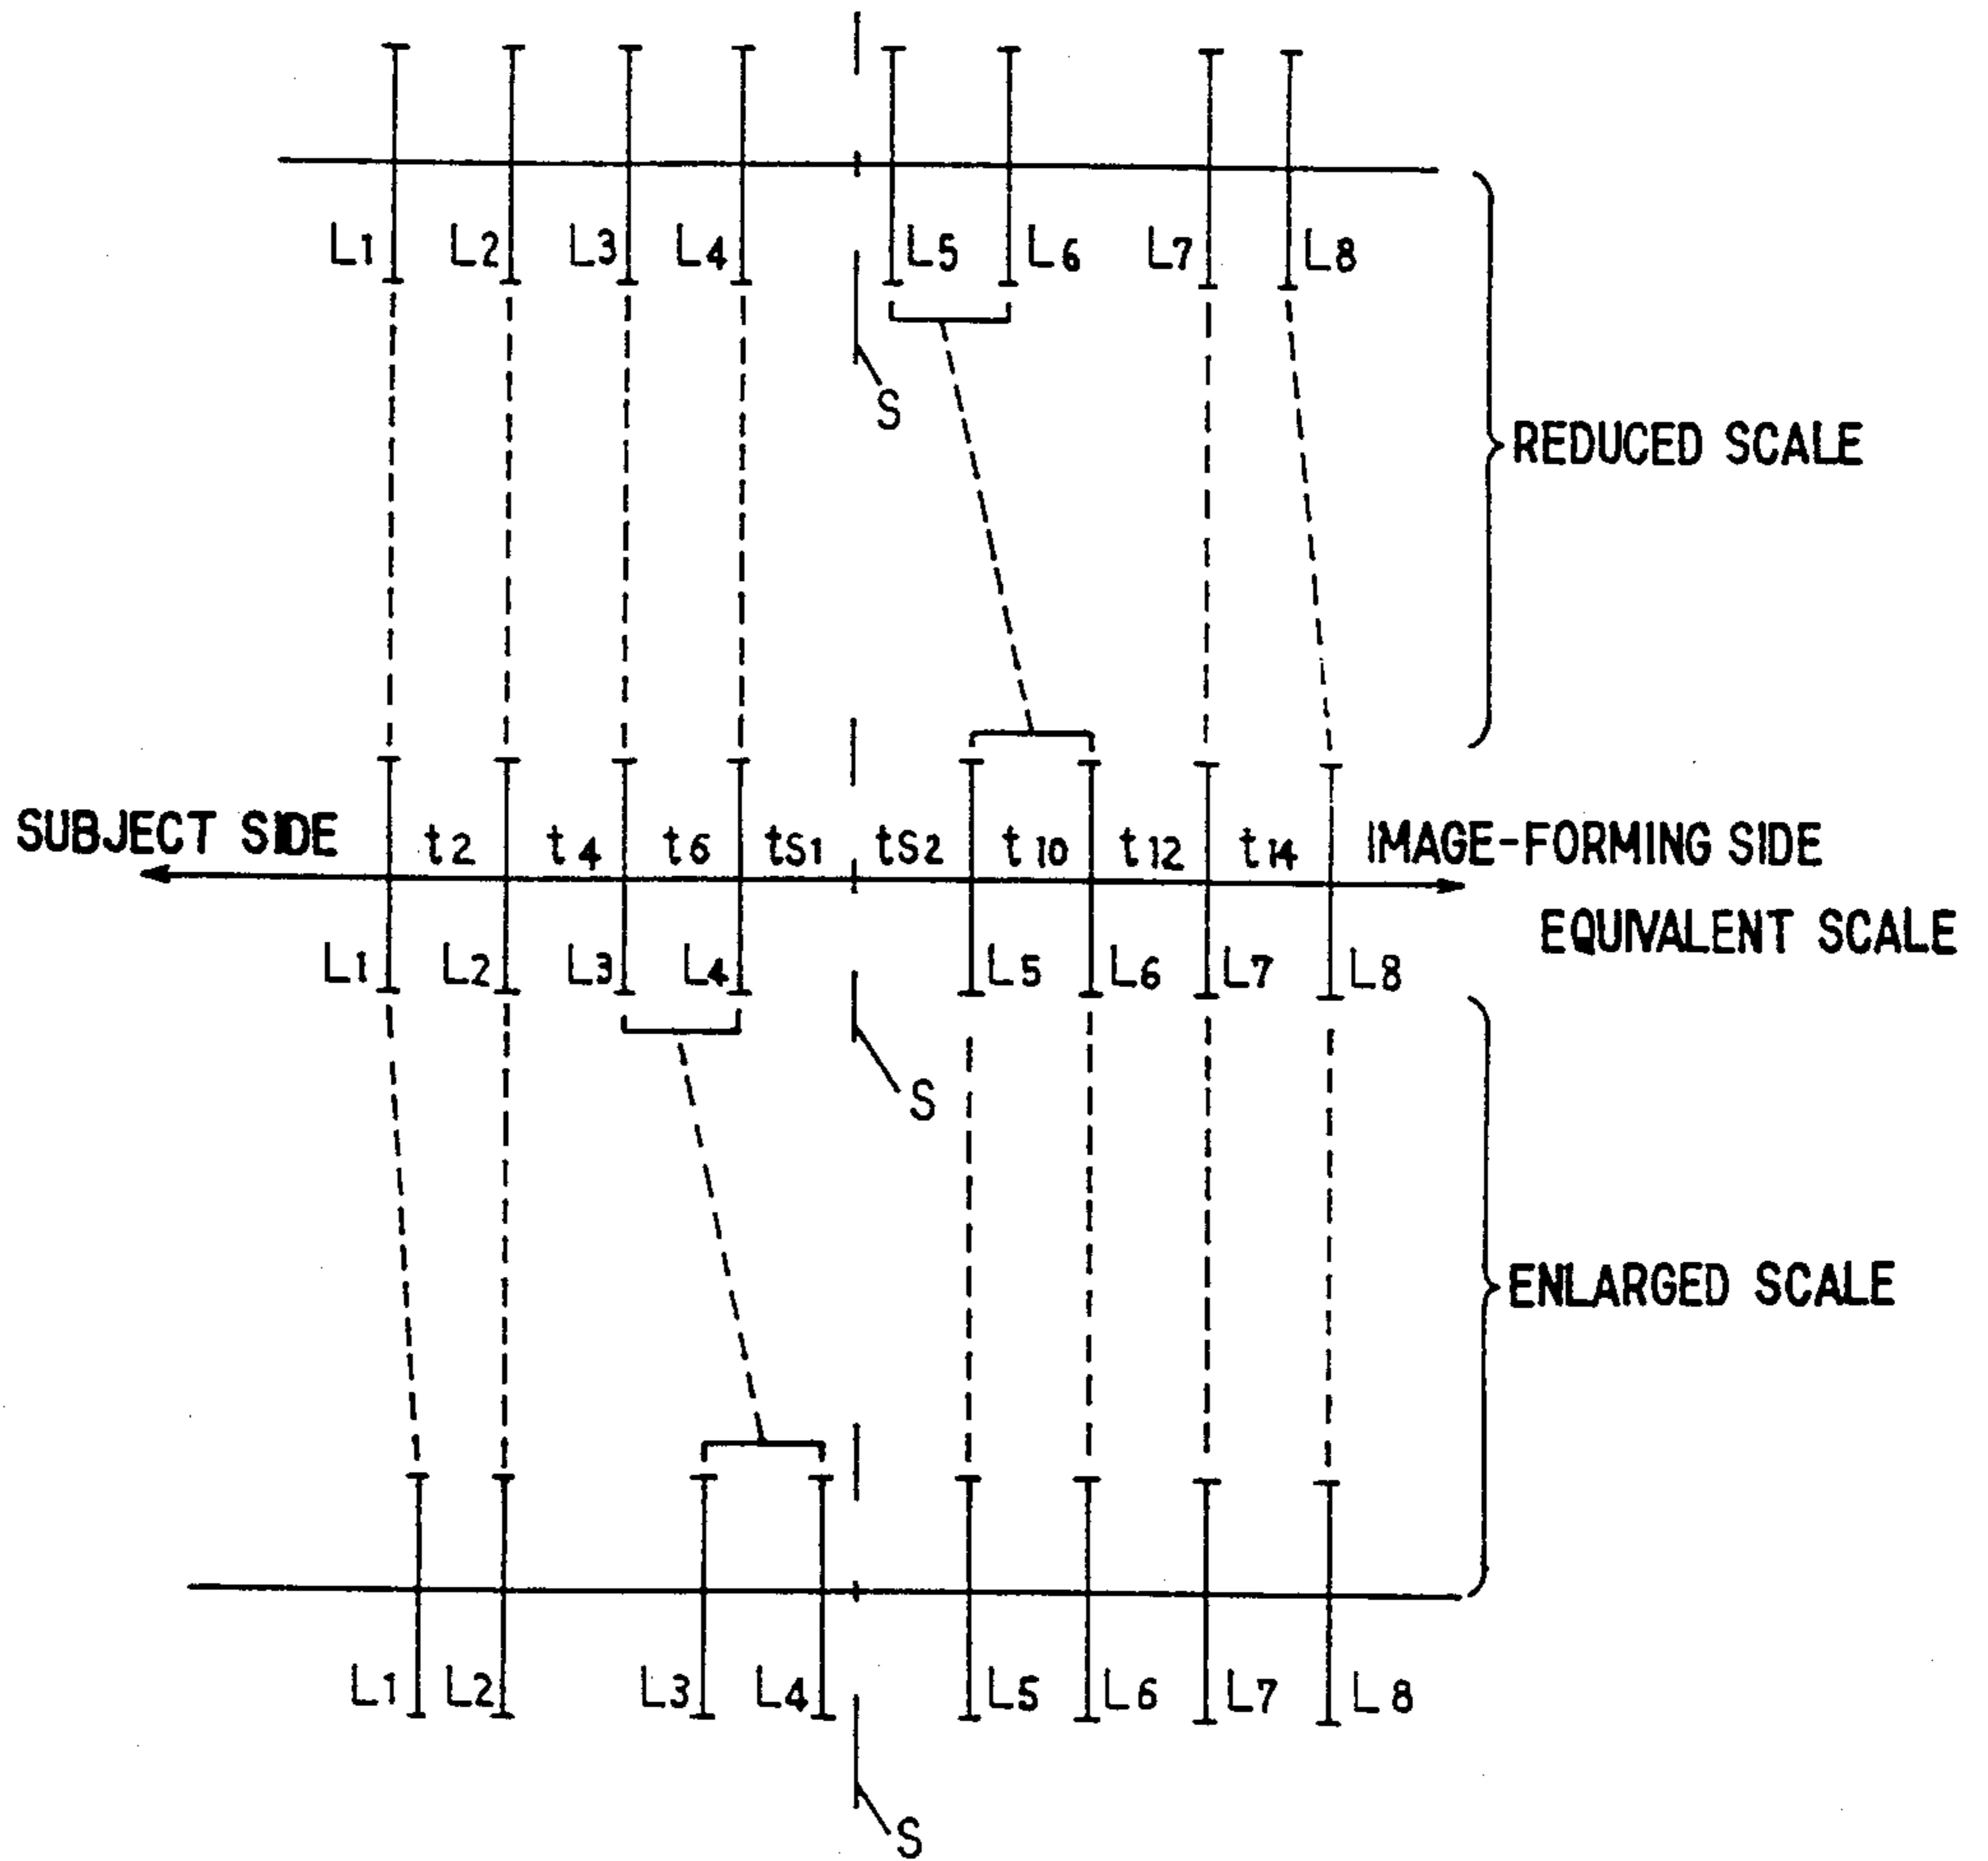 L1 L2 L3 L4 L5 L6 L7 L8
S
REDUCED SCALE
SUBJECT SIDE t2 t4 t6 tS1 tS2 t10 t12 t14 IMAGE-FORMING SIDE
EQUIVALENT SCALE
L1 L2 L3 L4 L5 L6 L7 L8
S
ENLARGED SCALE
L1 L2 L3 L4 L5 L6 L7 L8
S